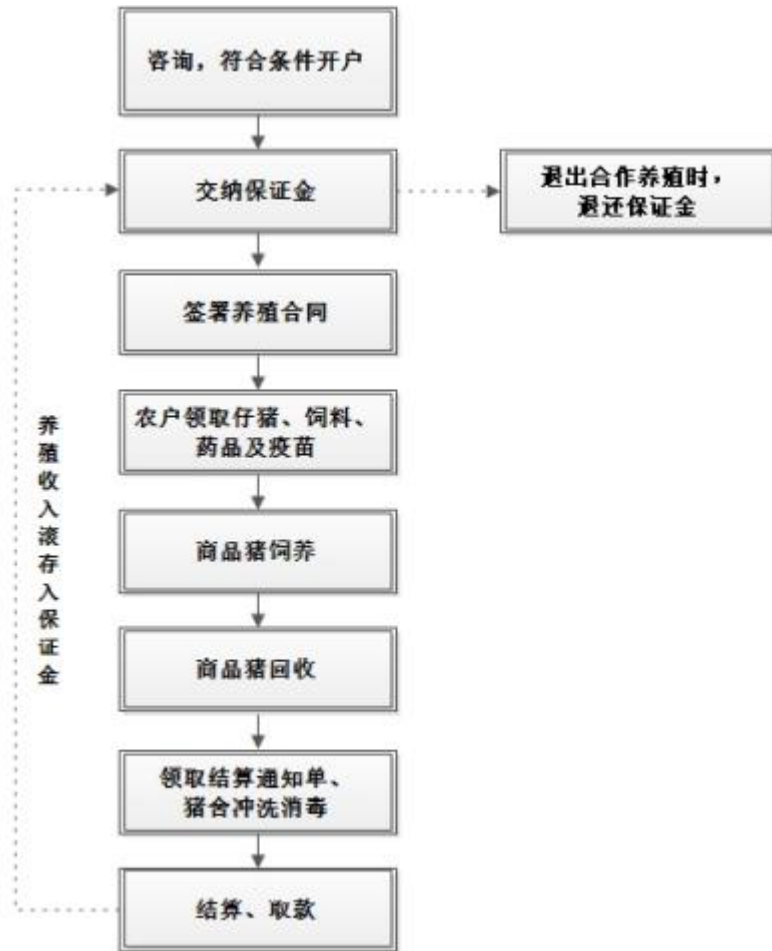 咨询，符合条件开户
交纳保证金
退出合作养殖时，
退还保证金
签署养殖合同
农户领取仔猪、饲料、
药品及疫苗
商品猪饲养
商品猪回收
领取结算通知单、
猪舍冲洗消毒
结算、取款
养殖收入滚存入保证金